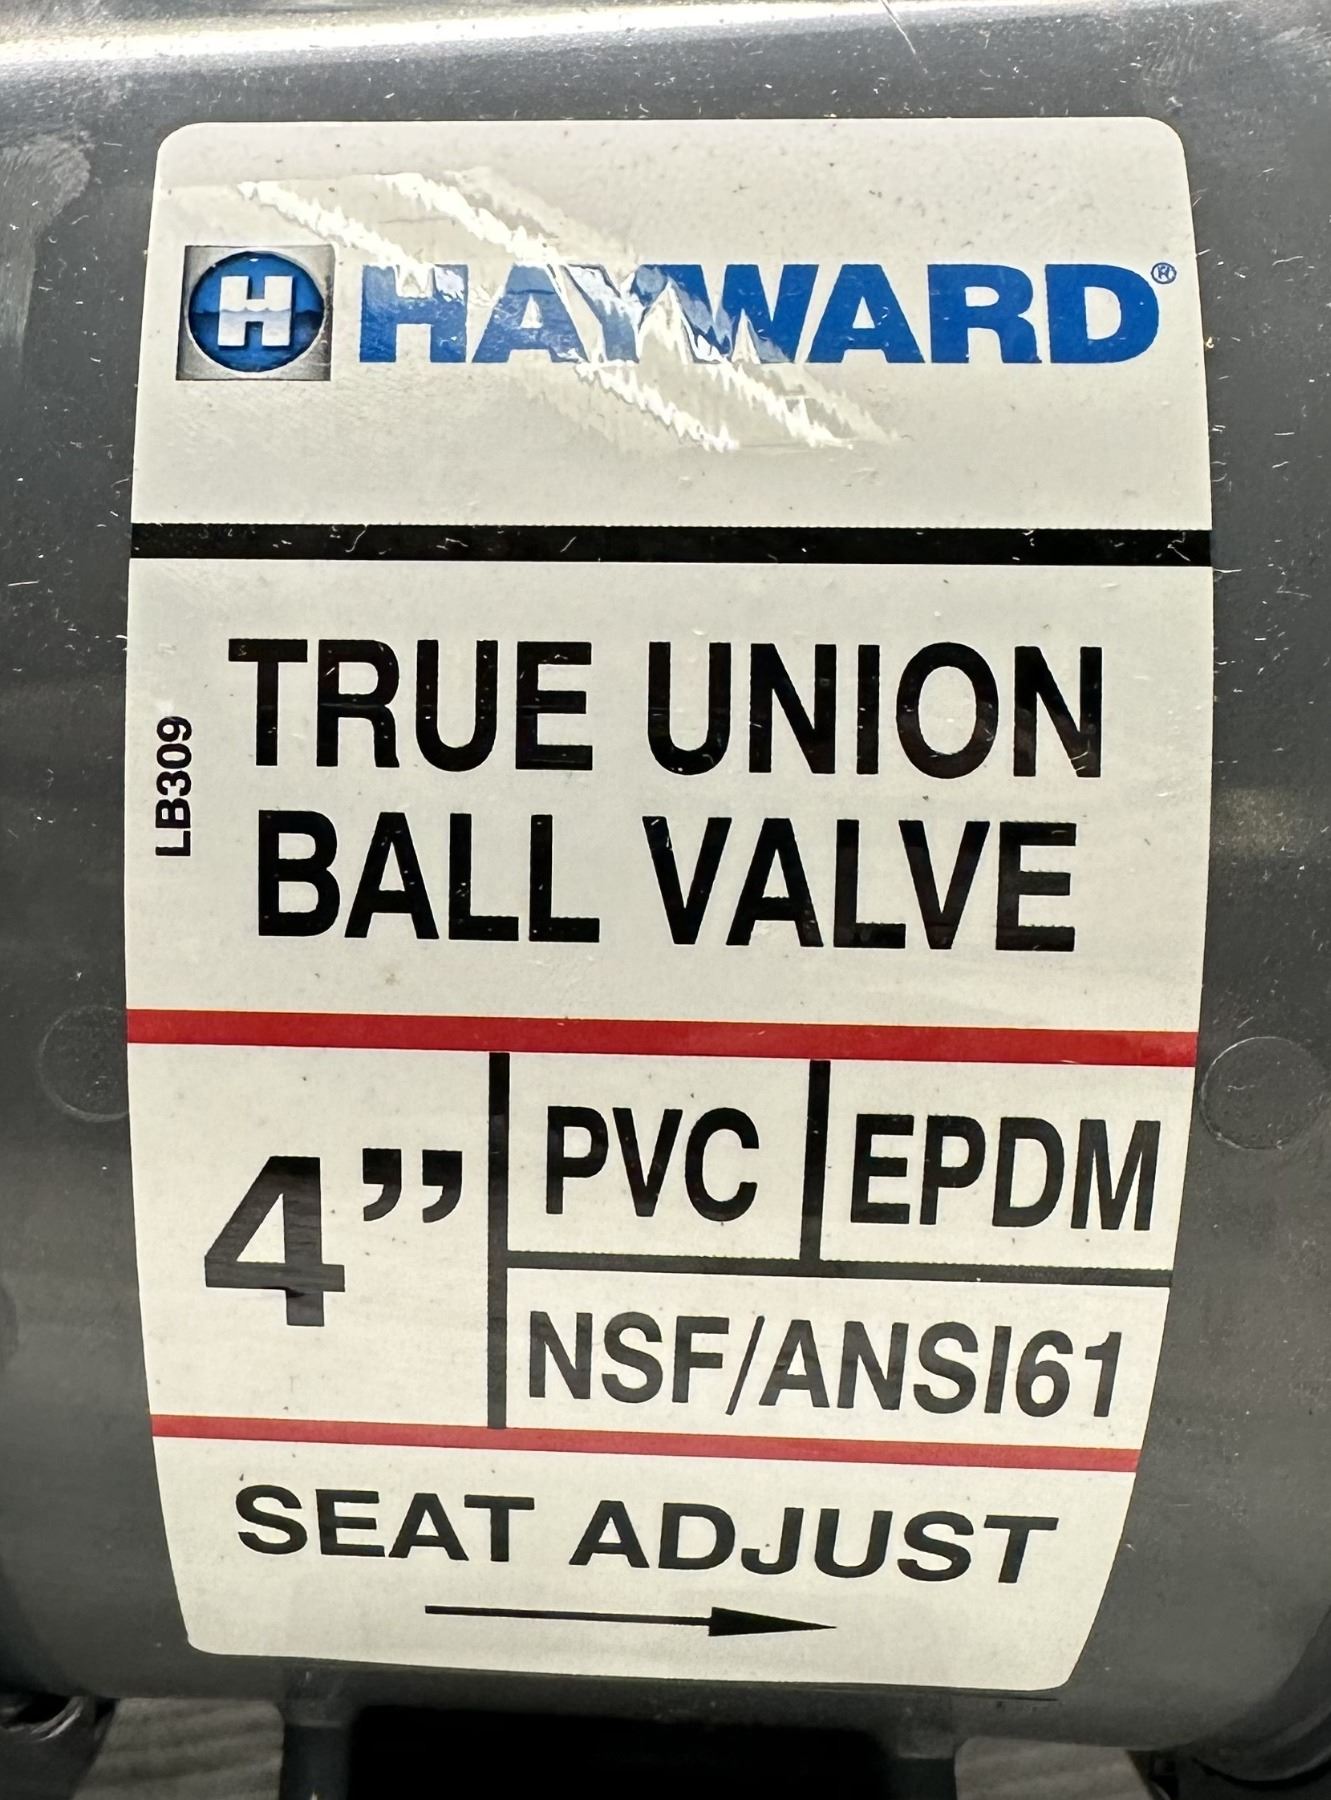 H HAYWARD®
LB309
TRUE UNION
BALL VALVE
4” PVC EPDM
NSF/ANSI61
SEAT ADJUST